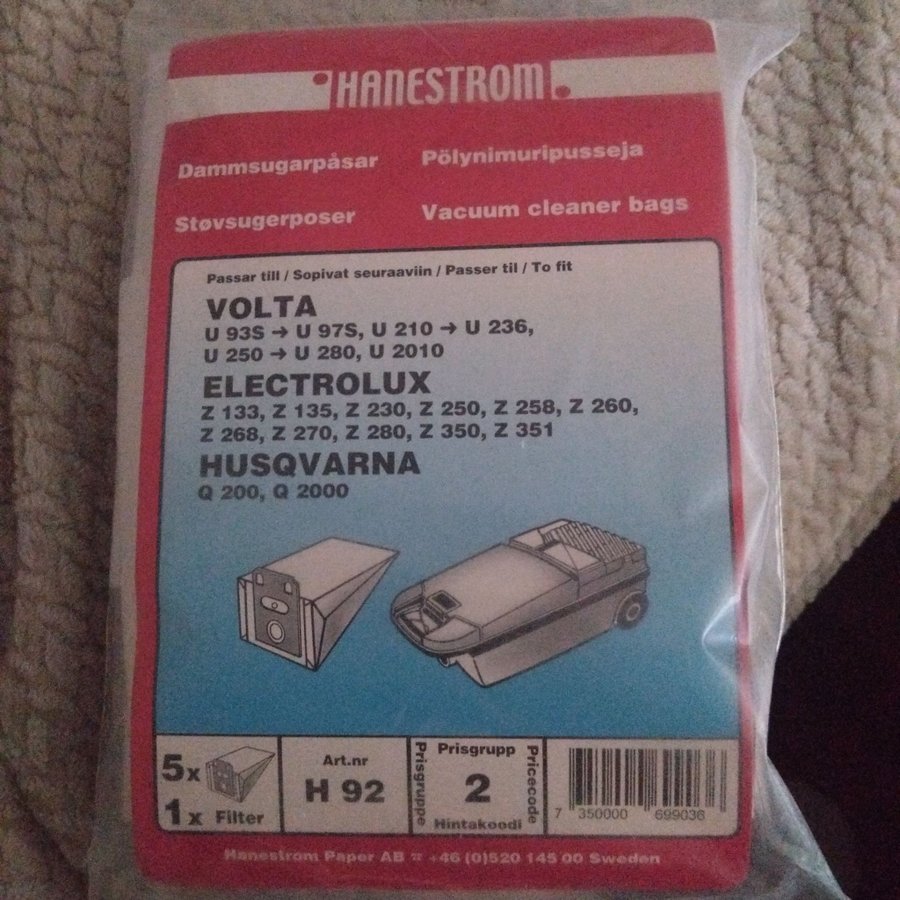 HANESTROM
Dammsugarpåsar
Pölynimuripusseja
Støvsugerposer
Vacuum cleaner bags
Passar till / Sopivat seuraaviin / Passer til / To fit
VOLTA
U 93S → U 97S, U 210 → U 236,
U 250 → U 280, U 2010
ELECTROLUX
Z 133, Z 135, Z 230, Z 250, Z 258, Z 260,
Z 268, Z 270, Z 280, Z 350, Z 351
HUSQVARNA
Q 200, Q 2000
5x
1x Filter
Art.nr
H 92
Prisgruppe
Prisgrupp
2
Hintakoodi
Pricecode
7 350000 699036
Hanestrom Paper AB ☎ +46 (0)520 145 00 Sweden